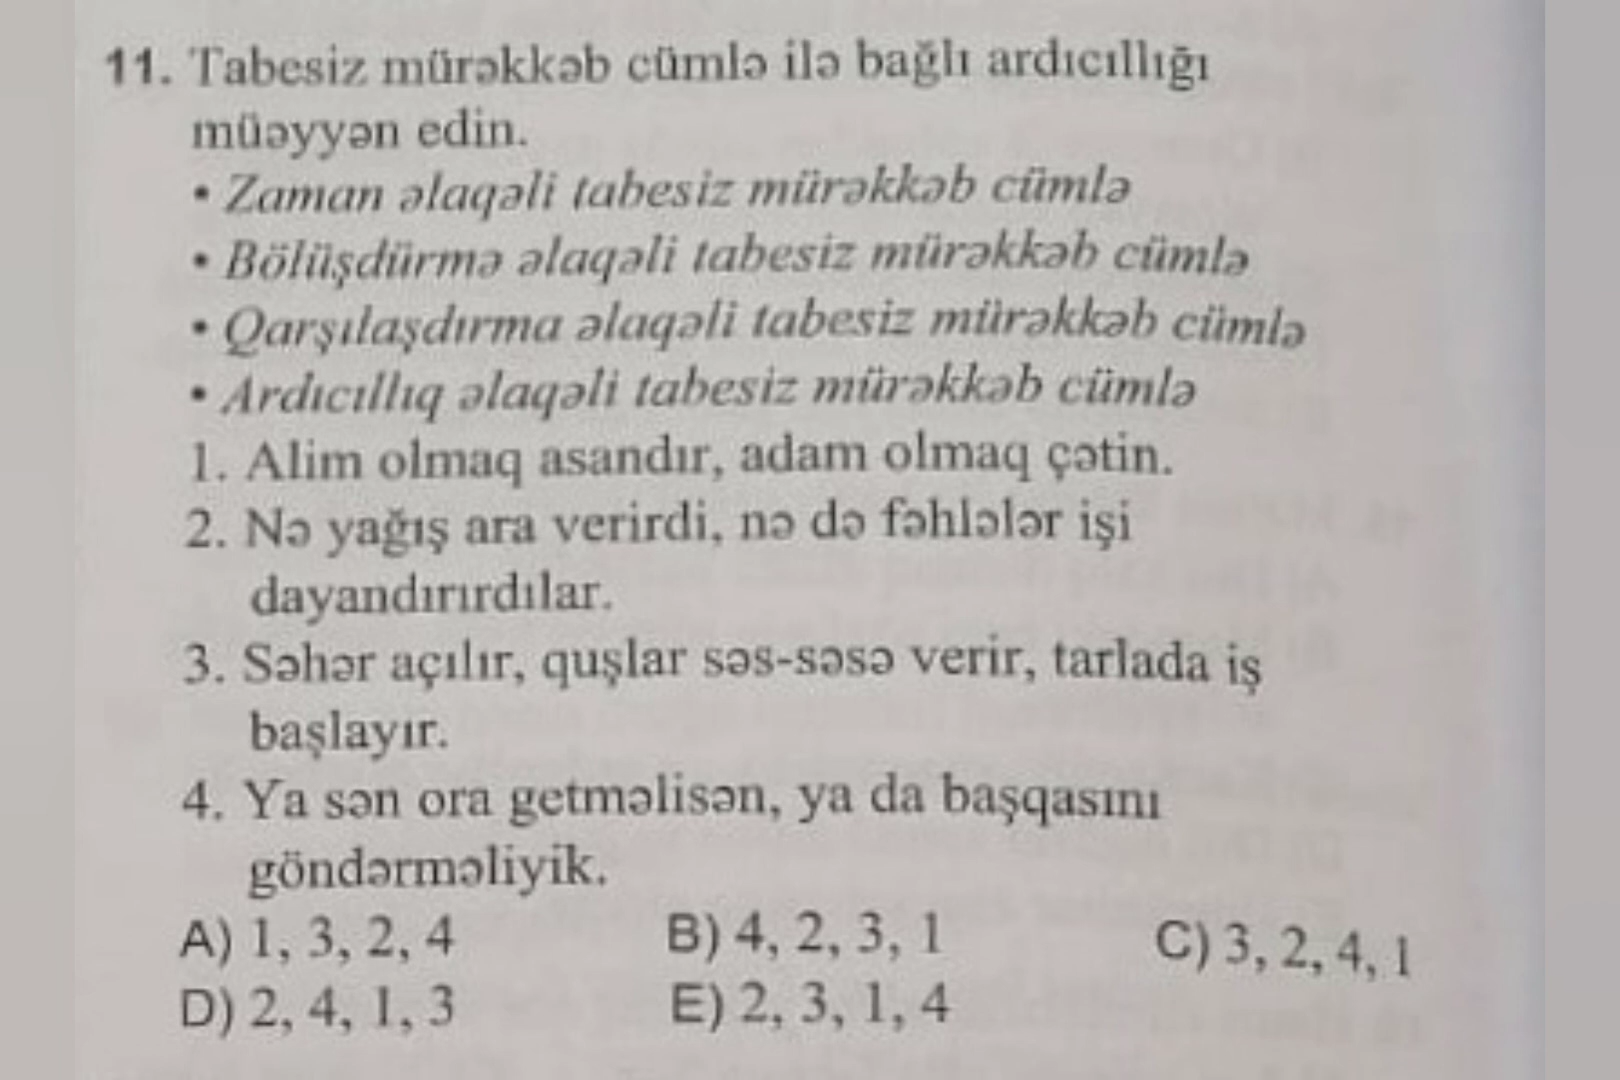 11. Tabesiz mürəkkəb cümlə ilə bağlı ardıcıllığı
müəyyən edin.
• Zaman əlaqəli tabesiz mürəkkəb cümlə
• Bölüşdürmə əlaqəli tabesiz mürəkkəb cümlə
• Qarşılaşdırma əlaqəli tabesiz mürəkkəb cümlə
• Ardıcıllıq əlaqəli tabesiz mürəkkəb cümlə
1. Alim olmaq asandır, adam olmaq çətin.
2. Nə yağış ara verirdi, nə də fəhlələr işi
dayandırırdılar.
3. Səhər açılır, quşlar səs-səsə verir, tarlada iş
başlayır.
4. Ya sən ora getməlisən, ya da başqasını
göndərməliyik.
A) 1, 3, 2, 4 B) 4, 2, 3, 1 C) 3, 2, 4, 1
D) 2, 4, 1, 3 E) 2, 3, 1, 4